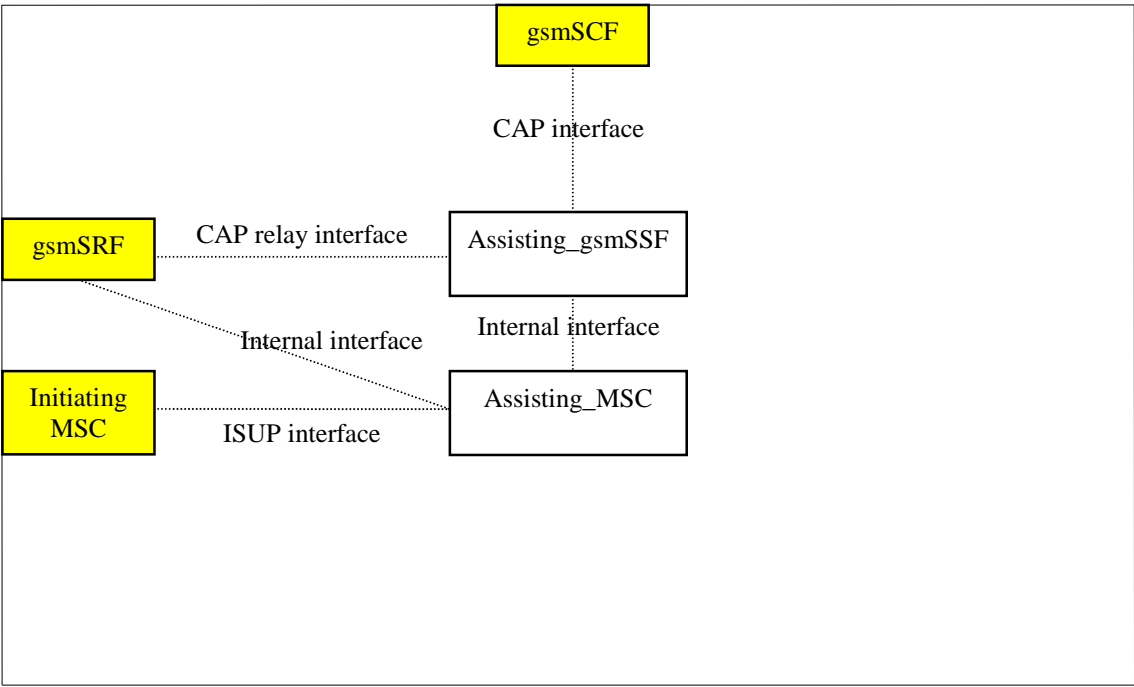 gsmSCF
CAP interface
gsmSRF
CAP relay interface
Assisting_gsmSSF
Internal interface
Internal interface
Initiating
MSC
Assisting_MSC
ISUP interface